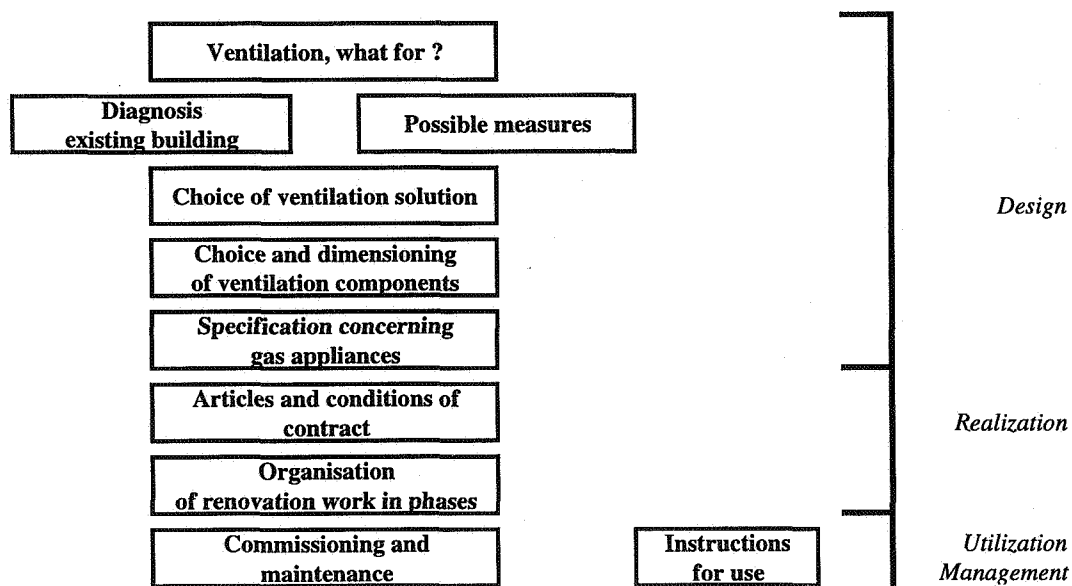 Ventilation, what for ?
Diagnosis
existing building
Possible measures
Choice of ventilation solution
Design
Choice and dimensioning
of ventilation components
Specification concerning
gas appliances
Articles and conditions of
contract
Realization
Organisation
of renovation work in phases
Commissioning and
maintenance
Instructions
for use
Utilization
Management